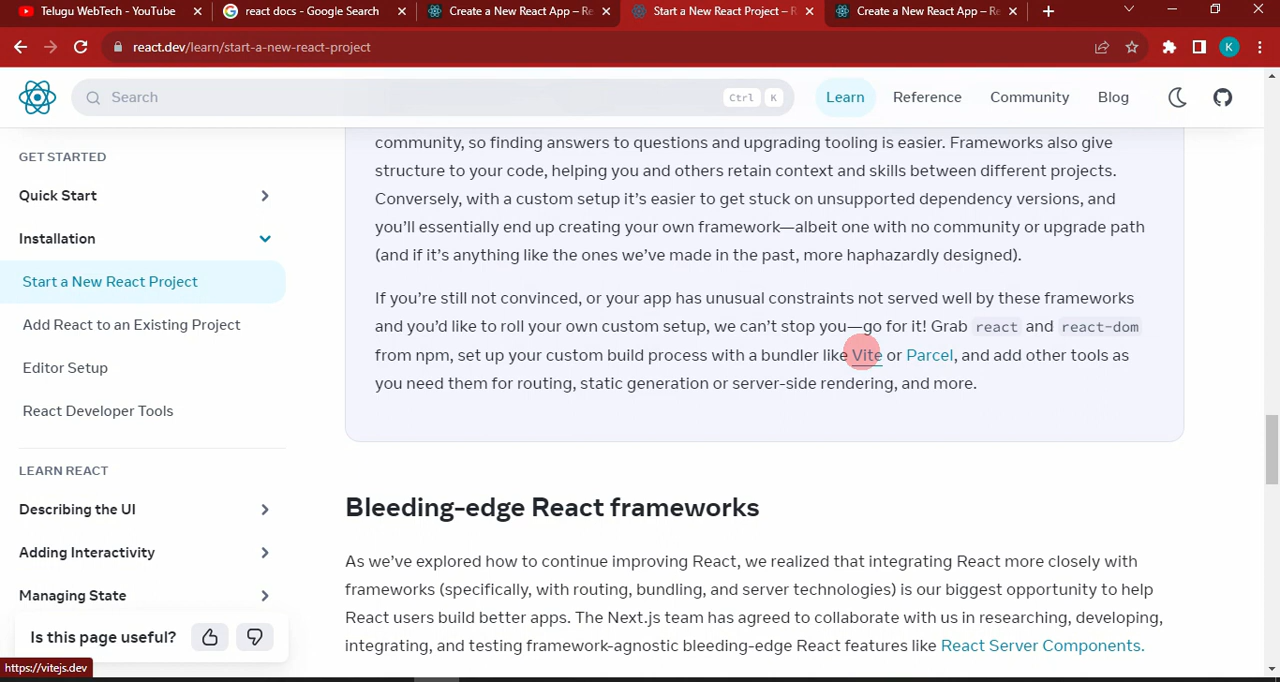 Telugu WebTech - YouTube
react docs - Google Search
Create a New React App – Re
Start a New React Project – R
Create a New React App – Re
react.dev/learn/start-a-new-react-project
K
Search
Ctrl K
Learn
Reference
Community
Blog
GET STARTED
Quick Start
Installation
Start a New React Project
Add React to an Existing Project
Editor Setup
React Developer Tools
LEARN REACT
Describing the UI
Adding Interactivity
Managing State
Is this page useful?
https://vitejs.dev
community, so finding answers to questions and upgrading tooling is easier. Frameworks also give
structure to your code, helping you and others retain context and skills between different projects.
Conversely, with a custom setup it’s easier to get stuck on unsupported dependency versions, and
you’ll essentially end up creating your own framework—albeit one with no community or upgrade path
(and if it’s anything like the ones we’ve made in the past, more haphazardly designed).
If you’re still not convinced, or your app has unusual constraints not served well by these frameworks
and you’d like to roll your own custom setup, we can’t stop you—go for it! Grab react and react-dom
from npm, set up your custom build process with a bundler like Vite or Parcel, and add other tools as
you need them for routing, static generation or server-side rendering, and more.
Bleeding-edge React frameworks
As we’ve explored how to continue improving React, we realized that integrating React more closely with
frameworks (specifically, with routing, bundling, and server technologies) is our biggest opportunity to help
React users build better apps. The Next.js team has agreed to collaborate with us in researching, developing,
integrating, and testing framework-agnostic bleeding-edge React features like React Server Components.